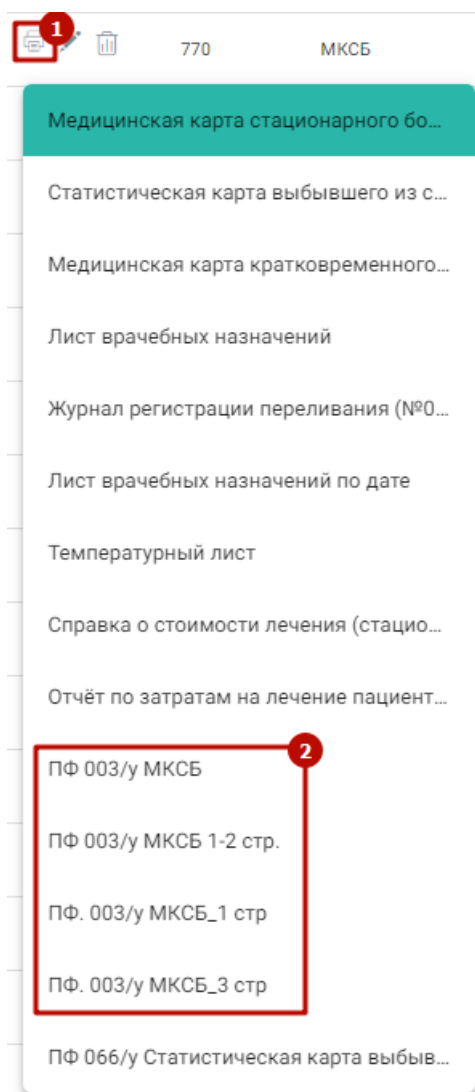 1
770 МКСБ
Медицинская карта стационарного бо...
Статистическая карта выбывшего из с...
Медицинская карта кратковременного...
Лист врачебных назначений
Журнал регистрации переливания (№0...
Лист врачебных назначений по дате
Температурный лист
Справка о стоимости лечения (стацио...
Отчёт по затратам на лечение пациент...
2
ПФ 003/у МКСБ
ПФ 003/у МКСБ 1-2 стр.
ПФ. 003/у МКСБ_1 стр
ПФ. 003/у МКСБ_3 стр
ПФ 066/у Статистическая карта выбыв...